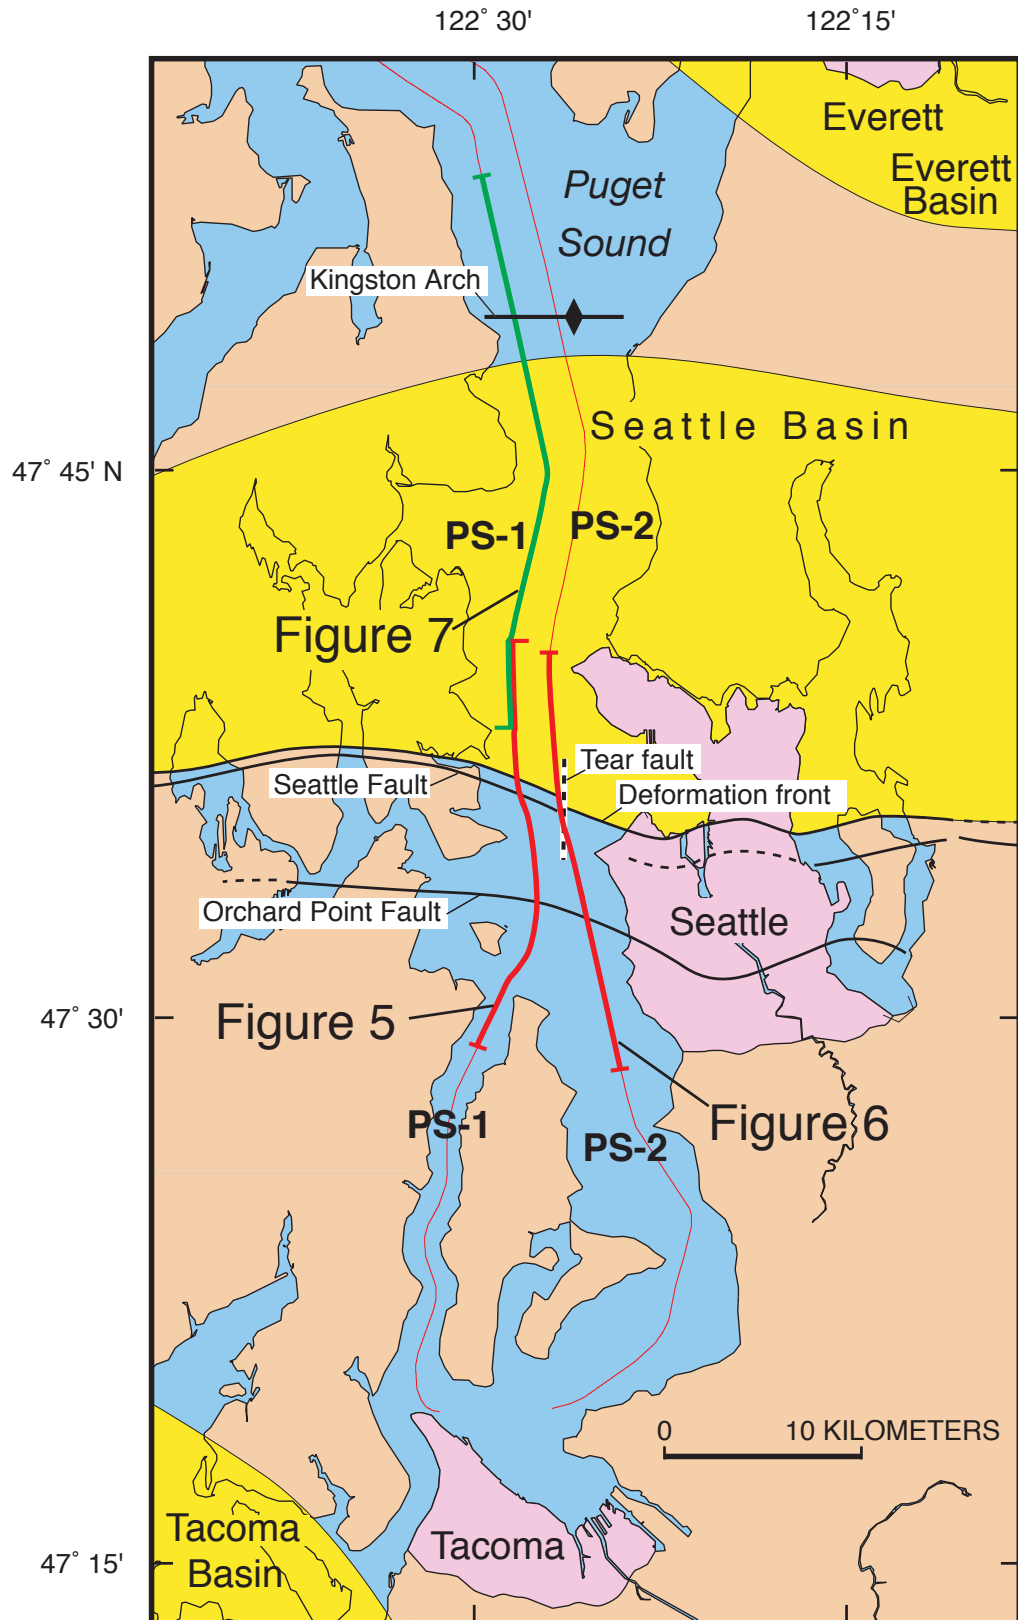 122˚ 30'
122˚15'
Everett
Everett
Basin
Puget
Sound
Kingston Arch
Seattle Basin
47˚ 45' N
PS-1
PS-2
Figure 7
Tear fault
Seattle Fault
Deformation front
Orchard Point Fault
Seattle
47˚ 30'
Figure 5
PS-1
Figure 6
PS-2
0
10 KILOMETERS
Tacoma
Basin
Tacoma
47˚ 15'